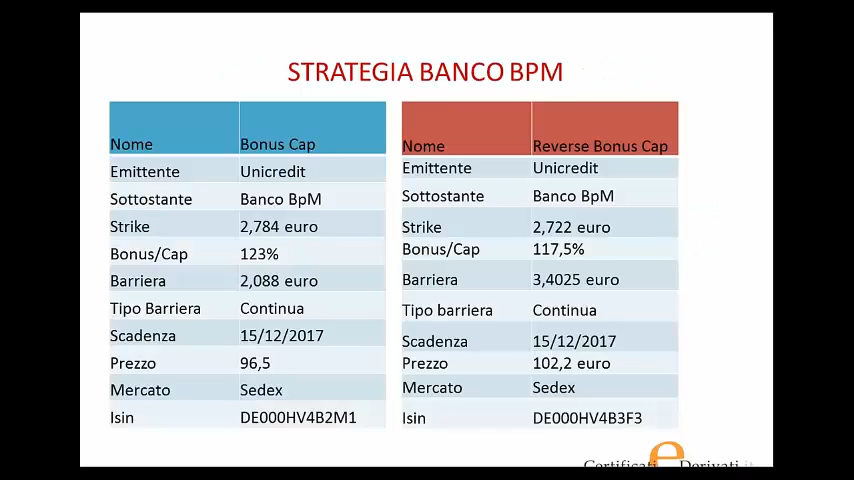 STRATEGIA BANCO BPM
Nome Bonus Cap
Emittente Unicredit
Sottostante Banco BpM
Strike 2,784 euro
Bonus/Cap 123%
Barriera 2,088 euro
Tipo Barriera Continua
Scadenza 15/12/2017
Prezzo 96,5
Mercato Sedex
Isin DE000HV4B2M1
Nome Reverse Bonus Cap
Emittente Unicredit
Sottostante Banco BpM
Strike 2,722 euro
Bonus/Cap 117,5%
Barriera 3,4025 euro
Tipo barriera Continua
Scadenza 15/12/2017
Prezzo 102,2 euro
Mercato Sedex
Isin DE000HV4B3F3
Certificati e Derivati.it